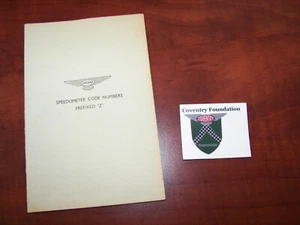 SPEEDOMETER CODE NUMBERS
PREFIXED "Z"
Coventry Foundation